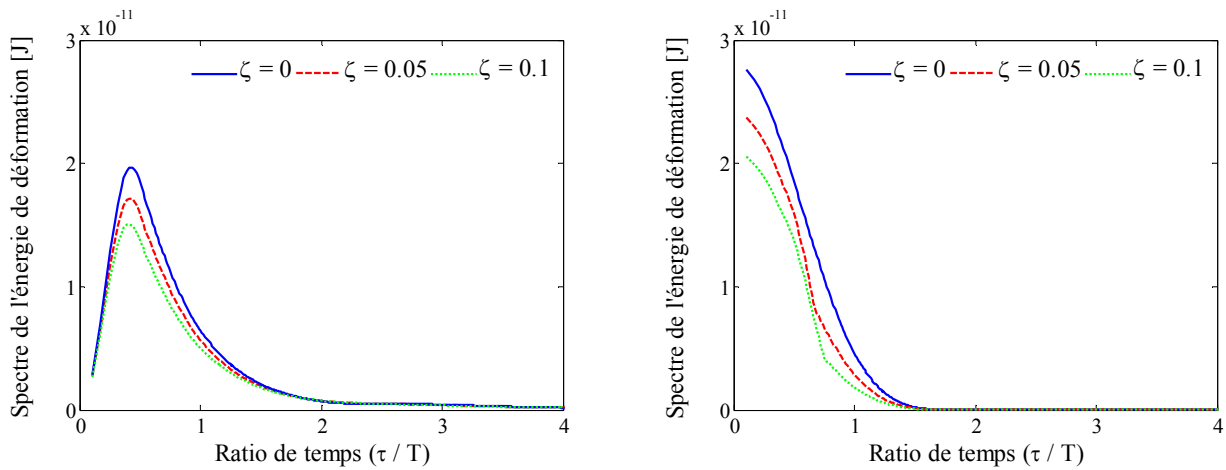 x 10⁻¹¹
3
2
1
0
Spectre de l'énergie de déformation [J]
ζ = 0
ζ = 0.05
ζ = 0.1
0 1 2 3 4
Ratio de temps (τ / T)
x 10⁻¹¹
3
2
1
0
Spectre de l'énergie de déformation [J]
ζ = 0
ζ = 0.05
ζ = 0.1
0 1 2 3 4
Ratio de temps (τ / T)